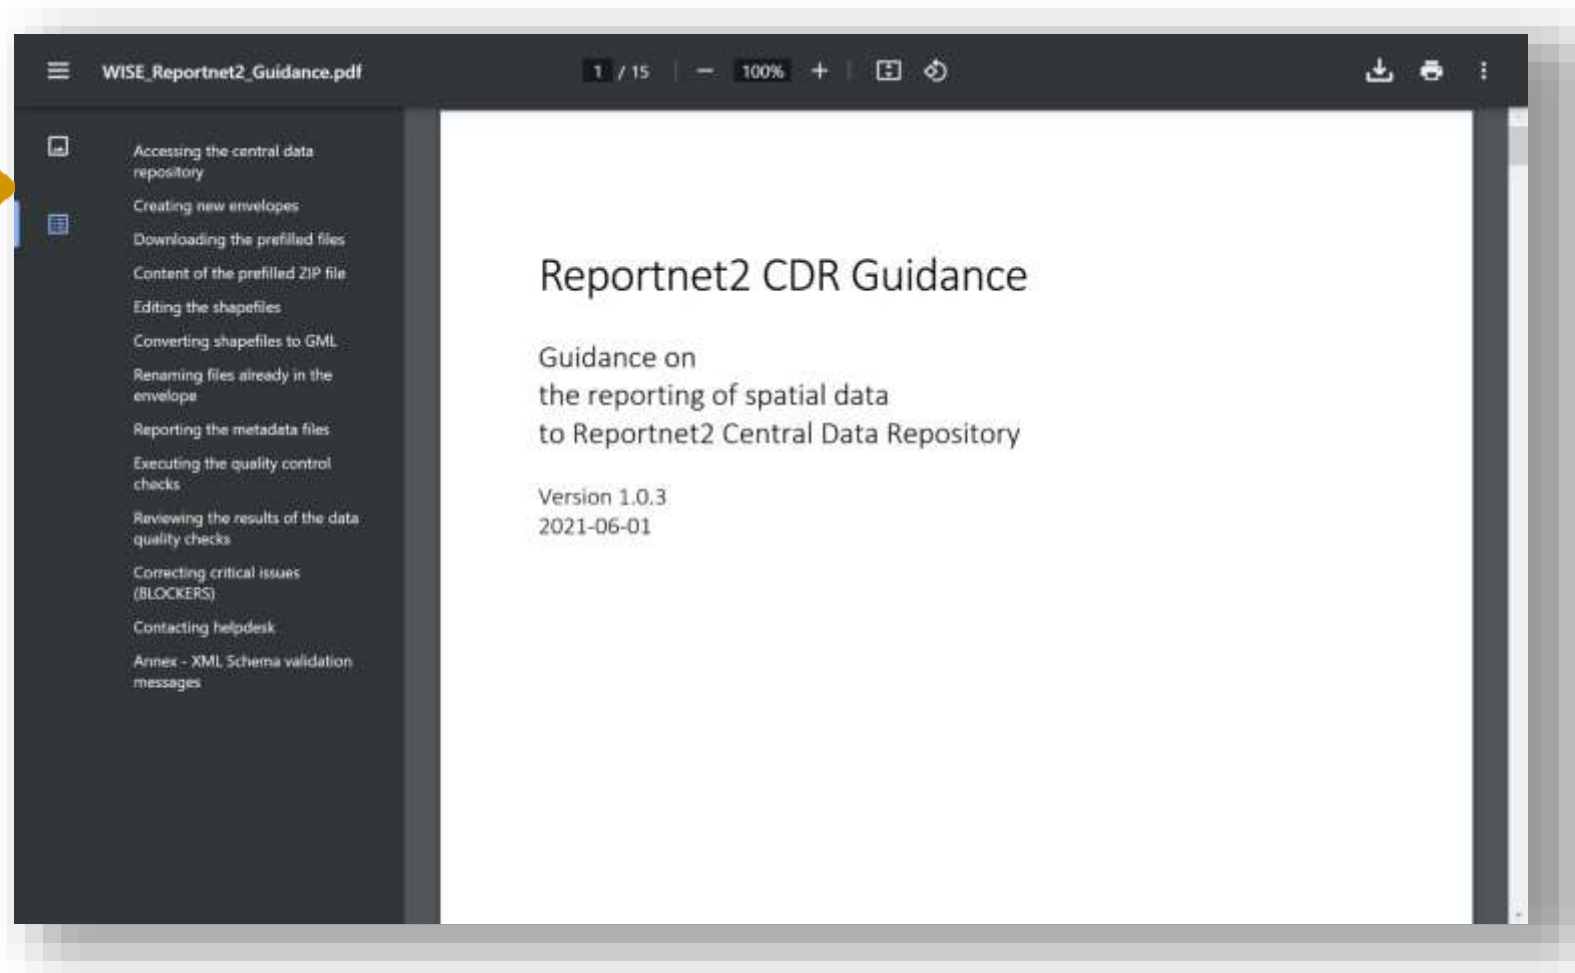 WISE_Reportnet2_Guidance.pdf
1 / 15
100%
Accessing the central data
repository
Creating new envelopes
Downloading the prefilled files
Content of the prefilled ZIP file
Editing the shapefiles
Converting shapefiles to GML
Renaming files already in the
envelope
Reporting the metadata files
Executing the quality control
checks
Reviewing the results of the data
quality checks
Correcting critical issues
(BLOCKERS)
Contacting helpdesk
Annex - XML Schema validation
messages
Reportnet2 CDR Guidance
Guidance on
the reporting of spatial data
to Reportnet2 Central Data Repository
Version 1.0.3
2021-06-01